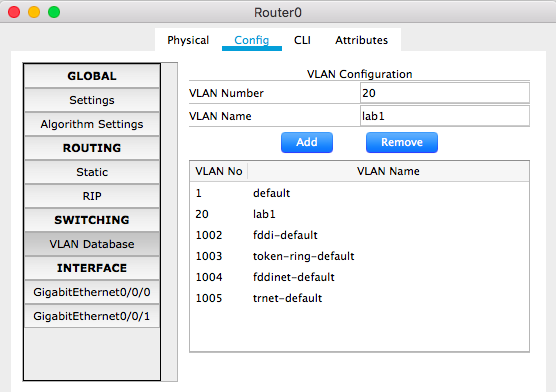 Router0
Physical Config CLI Attributes
GLOBAL
Settings
Algorithm Settings
ROUTING
Static
RIP
SWITCHING
VLAN Database
INTERFACE
GigabitEthernet0/0/0
GigabitEthernet0/0/1
VLAN Configuration
VLAN Number 20
VLAN Name lab1
Add Remove
VLAN No VLAN Name
1 default
20 lab1
1002 fddi-default
1003 token-ring-default
1004 fddinet-default
1005 trnet-default